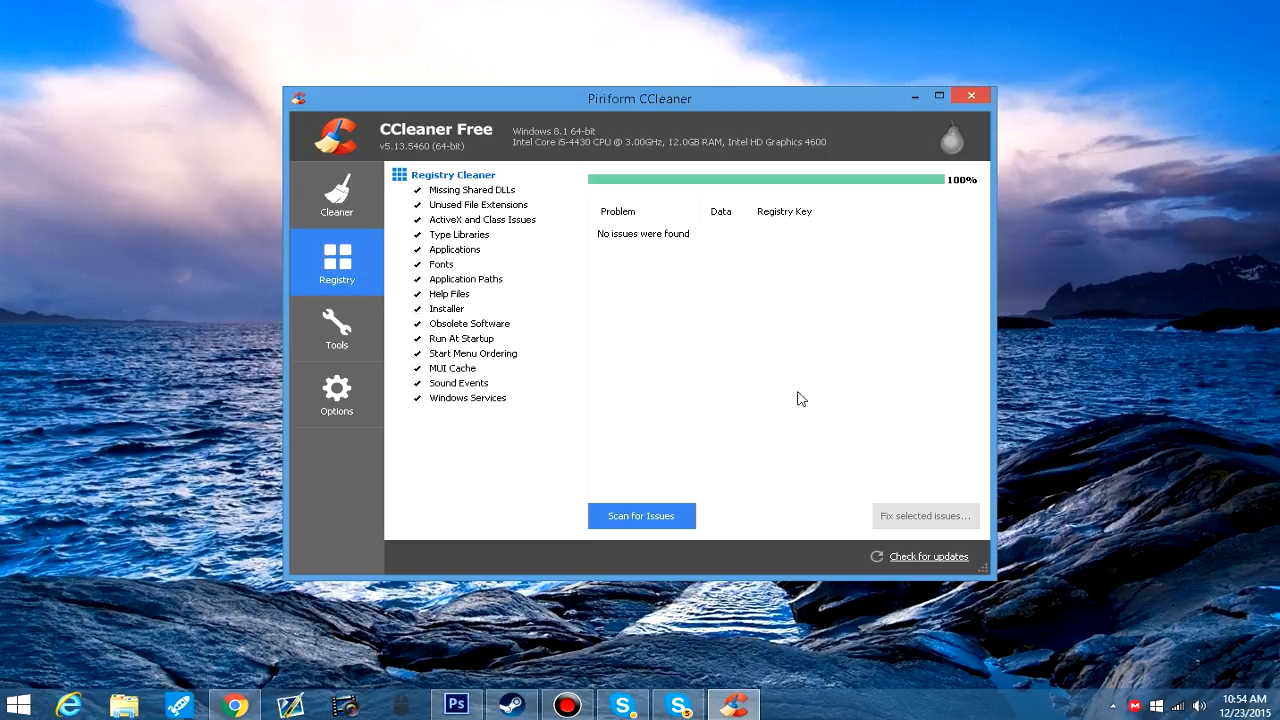 Piriform CCleaner
CCleaner Free
v5.13.5460 (64-bit)
Windows 8.1 64-bit
Intel Core i5-4430 CPU @ 3.00GHz, 12.0GB RAM, Intel HD Graphics 4600
Cleaner
Registry
Tools
Options
Registry Cleaner
Missing Shared DLLs
Unused File Extensions
ActiveX and Class Issues
Type Libraries
Applications
Fonts
Application Paths
Help Files
Installer
Obsolete Software
Run At Startup
Start Menu Ordering
MUI Cache
Sound Events
Windows Services
100%
Problem Data Registry Key
No issues were found
Scan for Issues
Fix selected issues...
Check for updates
Ps
10:54 AM
12/23/2015